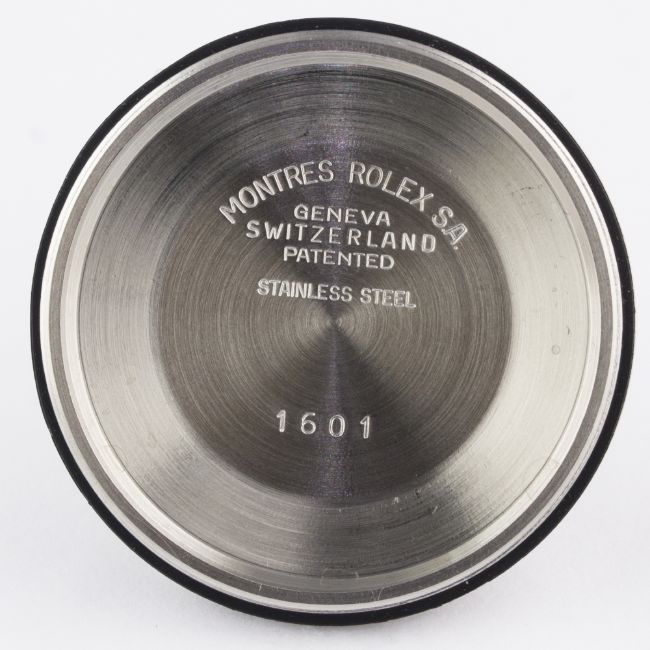 MONTRES ROLEX S.A.
GENEVA
SWITZERLAND
PATENTED
STAINLESS STEEL
1601